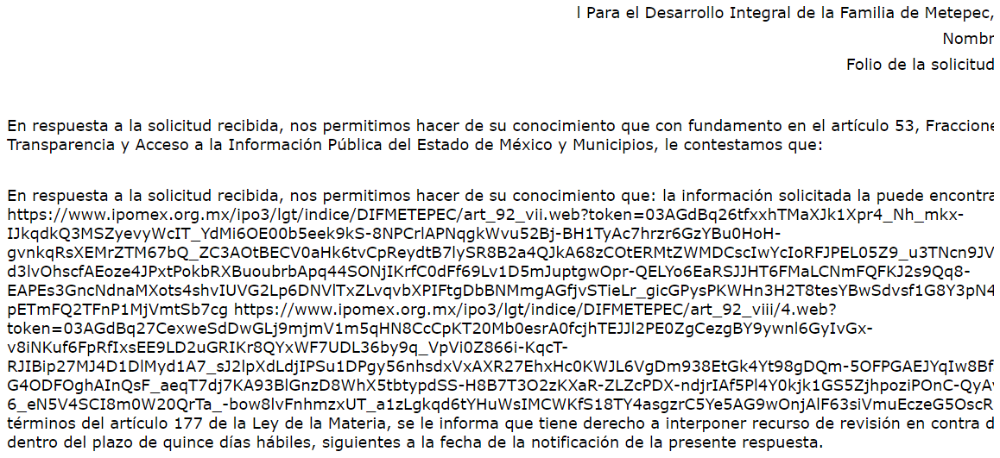 l Para el Desarrollo Integral de la Familia de Metepec,
Nombr
Folio de la solicitud
En respuesta a la solicitud recibida, nos permitimos hacer de su conocimiento que con fundamento en el artículo 53, Fraccione
Transparencia y Acceso a la Información Pública del Estado de México y Municipios, le contestamos que:
En respuesta a la solicitud recibida, nos permitimos hacer de su conocimiento que: la información solicitada la puede encontra
https://www.ipomex.org.mx/ipo3/lgt/indice/DIFMETEPEC/art_92_vii.web?token=03AGdBq26tfxxhTMaXJk1Xpr4_Nh_mkx-
IJkqdkQ3MSZyevyWcIT_YdMi6OE00b5eek9kS-8NPCrlAPNqgkWvu52Bj-BH1TyAc7hrzr6GzYBu0HoH-
gvnkqRsXEMrZTM67bQ_ZC3AOtBECV0aHk6tvCpReydtB7lySR8B2a4QJkA68zCOtERMtZWMDCscIwYcIoRFJPEL05Z9_u3TNcn9JV
d3lvOhscfAEoze4JPxtPokbRXBuoubrbApq44SONjIKrfC0dFf69Lv1D5mJuptgwOpr-QELYo6EaRSJJHT6FMaLCNmFQFKJ2s9Qq8-
EAPEs3GncNdnaMXots4shvIUVG2Lp6DNVlTxZLvqvbXPIFtgDbBNMmgAGfjvSTieLr_gicGPysPKWHn3H2T8tesYBwSdvsf1G8Y3pN4
pETmFQ2TFnP1MjVmtSb7cg https://www.ipomex.org.mx/ipo3/lgt/indice/DIFMETEPEC/art_92_viii/4.web?
token=03AGdBq27CexweSdDwGLj9mjmV1m5qHN8CcCpKT20Mb0esrA0fcjhTEJJl2PE0ZgCezgBY9ywnl6GyIvGx-
v8iNKuf6FpRfIxsEE9LD2uGRIKr8QYxWF7UDL36by9q_VpVi0Z866i-KqcT-
RJIBip27MJ4D1DlMyd1A7_sJ2lpXdLdjIPSu1DPgy56nhsdxVxAXR27EhxHc0KWJL6VgDm938EtGk4Yt98gDQm-5OFPGAEJYqIw8Bf
G4ODFOghAInQsF_aeqT7dj7KA93BlGnzD8WhX5tbtypdSS-H8B7T3O2zKXaR-ZLZcPDX-ndjrIAf5Pl4Y0kjk1GS5ZjhpoziPOnC-QyAv
6_eN5V4SCI8m0W20QrTa_-bow8lvFnhmzxUT_a1zLgkqd6tYHuWsIMCWKfS18TY4asgzrC5Ye5AG9wOnjAlF63siVmuEczeG5OscR
términos del artículo 177 de la Ley de la Materia, se le informa que tiene derecho a interponer recurso de revisión en contra d
dentro del plazo de quince días hábiles, siguientes a la fecha de la notificación de la presente respuesta.